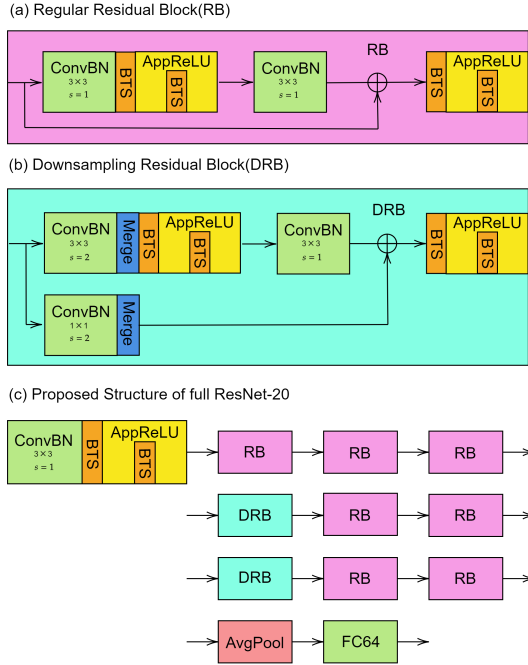 (a) Regular Residual Block(RB)
ConvBN
3×3
s=1
BTS
AppReLU
BTS
ConvBN
3×3
s=1
RB
BTS
AppReLU
BTS
(b) Downsampling Residual Block(DRB)
ConvBN
3×3
s=2
Merge
BTS
AppReLU
BTS
ConvBN
3×3
s=1
DRB
BTS
AppReLU
BTS
ConvBN
1×1
s=2
Merge
(c) Proposed Structure of full ResNet-20
ConvBN
3×3
s=1
BTS
AppReLU
BTS
RB RB RB
DRB RB RB
DRB RB RB
AvgPool FC64